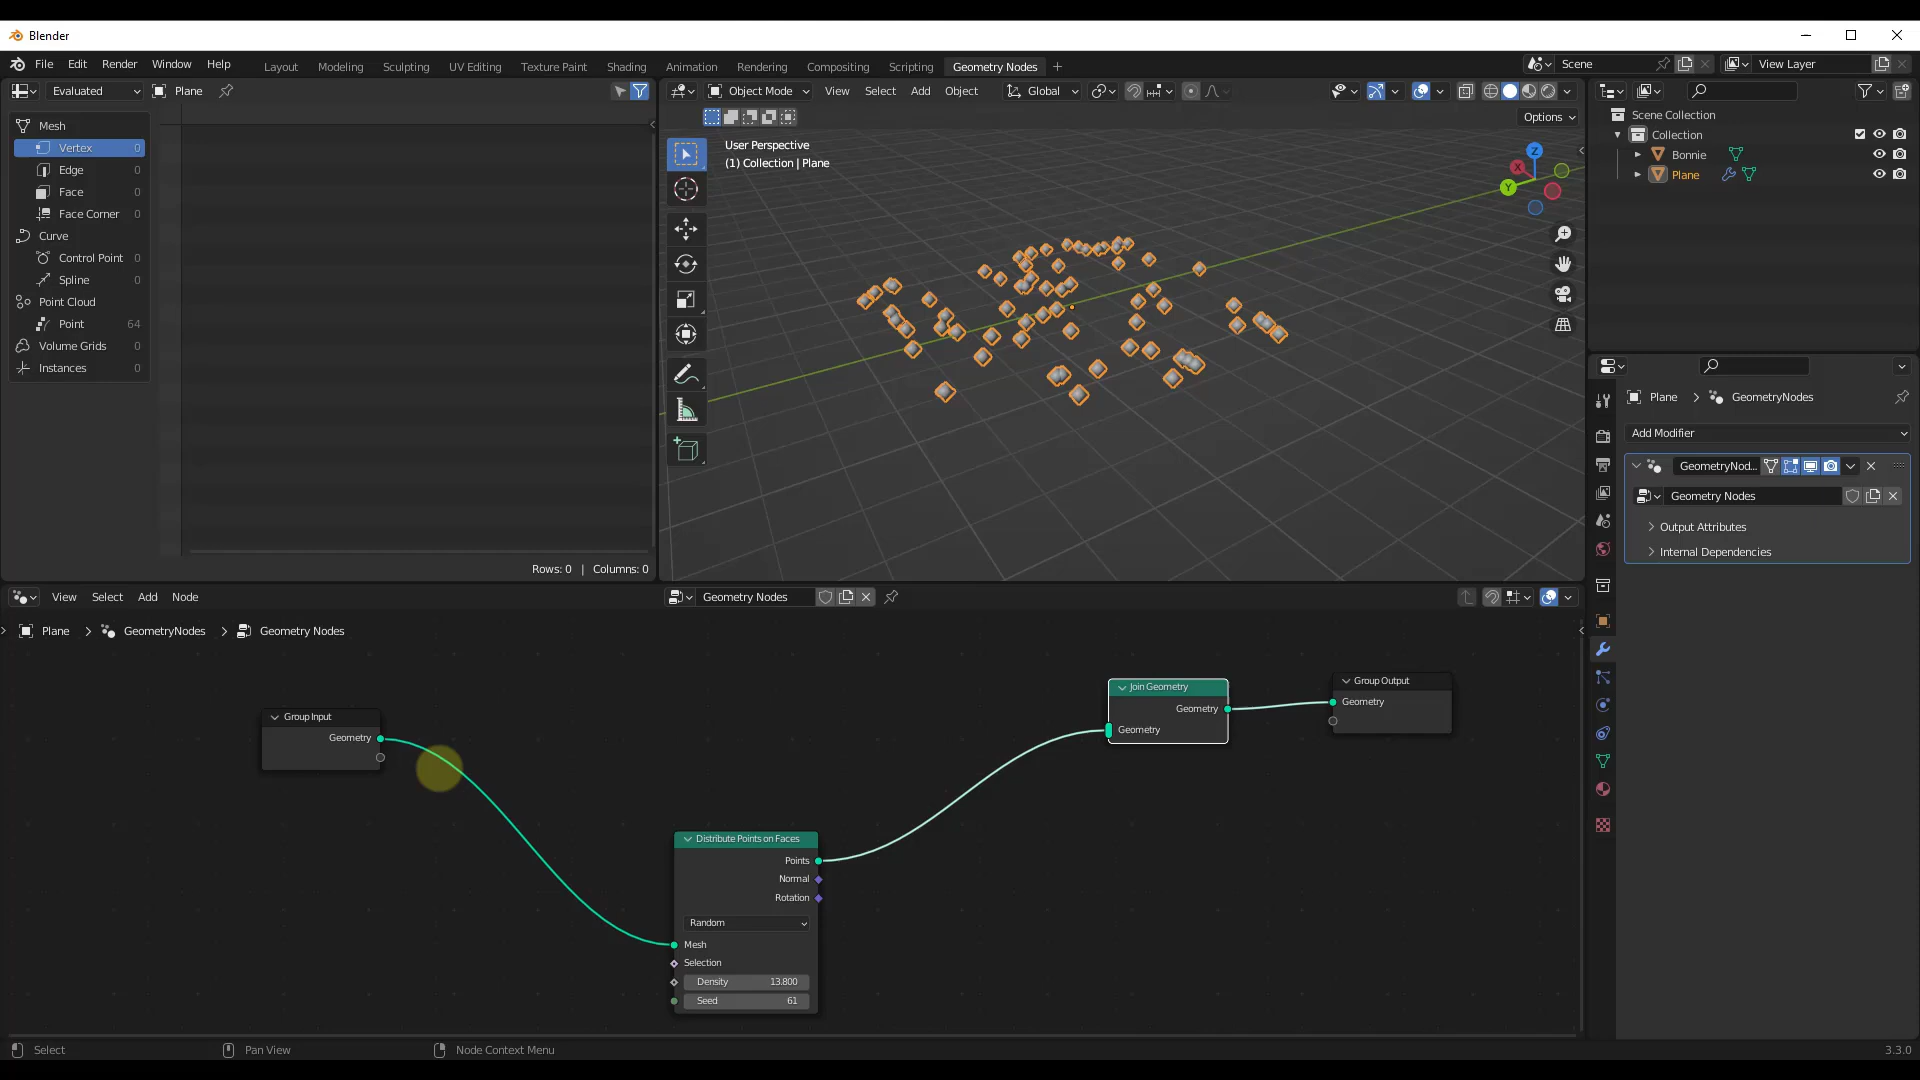 Blender
File Edit Render Window Help
Layout Modeling Sculpting UV Editing Texture Paint Shading Animation Rendering Compositing Scripting Geometry Nodes +
Scene
View Layer
Evaluated
Plane
Object Mode View Select Add Object Global
Options
Mesh
Vertex 0
Edge 0
Face 0
Face Corner 0
Curve
Control Point 0
Spline 0
Point Cloud
Point 64
Volume Grids 0
Instances 0
Rows: 0 | Columns: 0
User Perspective
(1) Collection | Plane
Z
X
Y
Scene Collection
Collection
Bonnie
Plane
Plane > GeometryNodes
Add Modifier
GeometryNod...
Geometry Nodes
Output Attributes
Internal Dependencies
View Select Add Node
Geometry Nodes
Plane > GeometryNodes > Geometry Nodes
Group Input
Geometry
Distribute Points on Faces
Points
Normal
Rotation
Random
Mesh
Selection
Density 13.800
Seed 61
Join Geometry
Geometry
Geometry
Group Output
Geometry
Select
Pan View
Node Context Menu
3.3.0